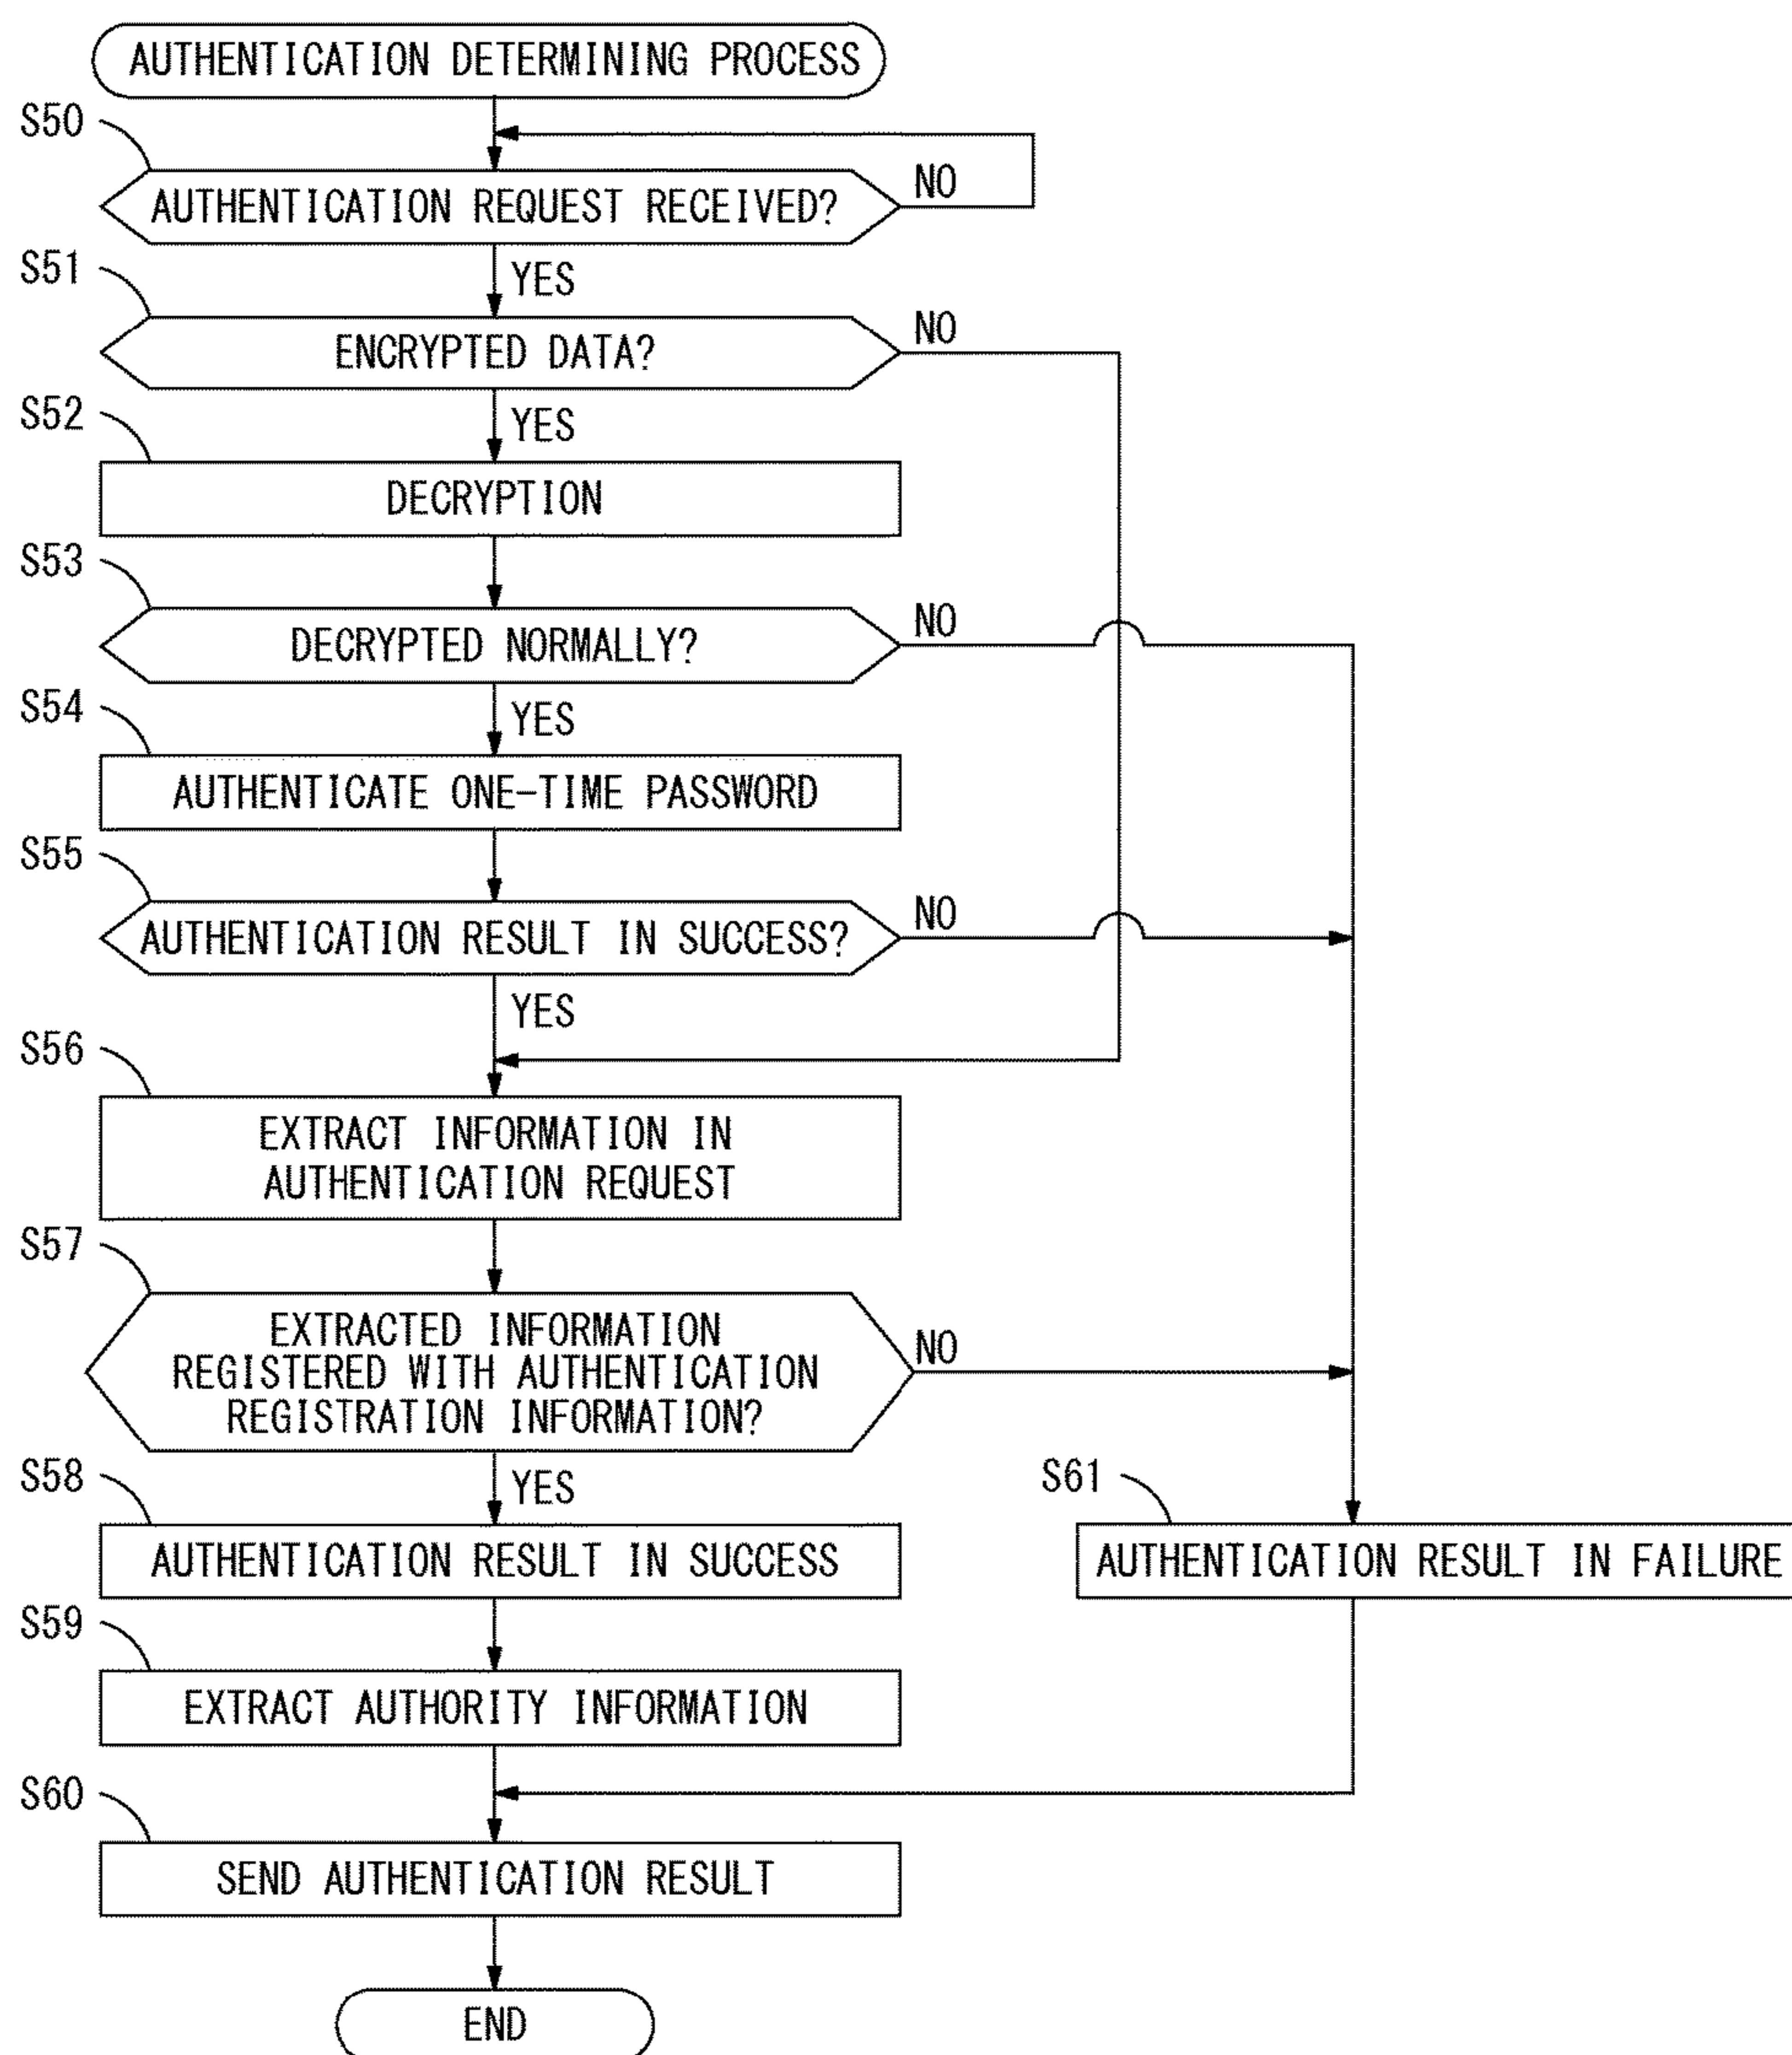 AUTHENTICATION DETERMINING PROCESS
S50
AUTHENTICATION REQUEST RECEIVED?
NO
YES
S51
ENCRYPTED DATA?
NO
YES
S52
DECRYPTION
S53
DECRYPTED NORMALLY?
NO
YES
S54
AUTHENTICATE ONE-TIME PASSWORD
S55
AUTHENTICATION RESULT IN SUCCESS?
NO
YES
S56
EXTRACT INFORMATION IN
AUTHENTICATION REQUEST
S57
EXTRACTED INFORMATION
REGISTERED WITH AUTHENTICATION
REGISTRATION INFORMATION?
NO
YES
S58
AUTHENTICATION RESULT IN SUCCESS
S61
AUTHENTICATION RESULT IN FAILURE
S59
EXTRACT AUTHORITY INFORMATION
S60
SEND AUTHENTICATION RESULT
END